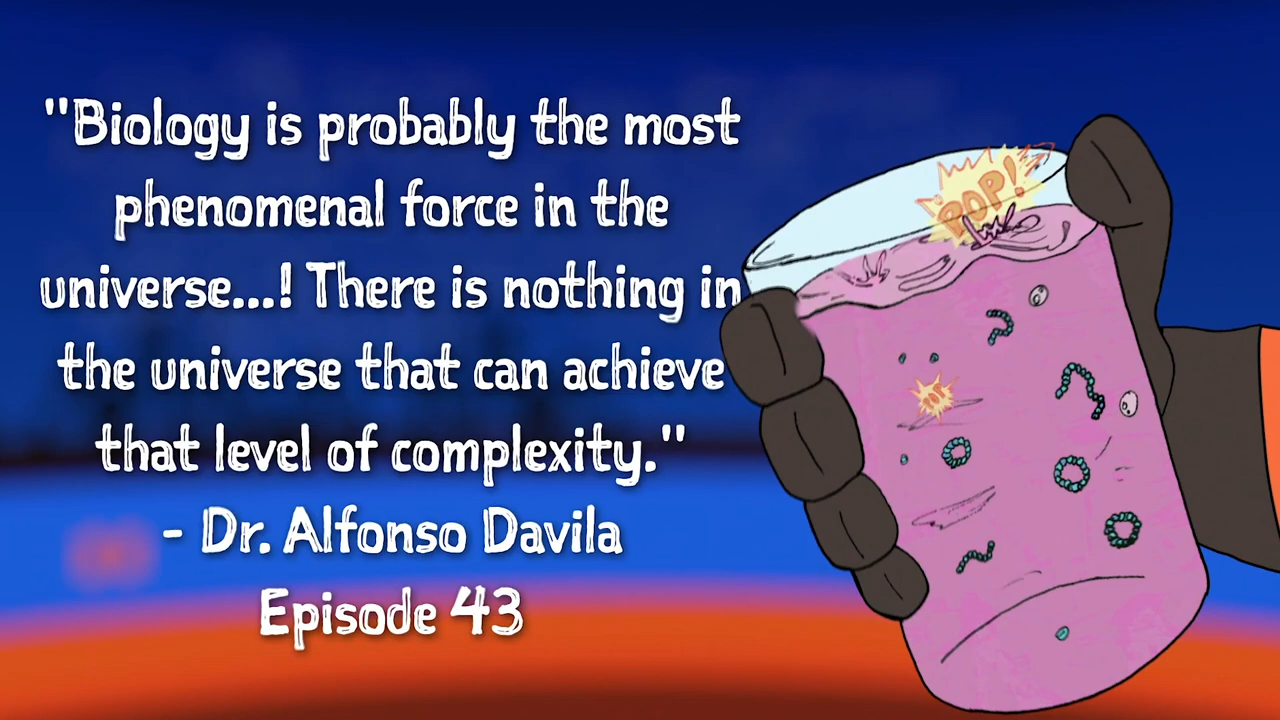 "Biology is probably the most
phenomenal force in the
universe...! There is nothing in
the universe that can achieve
that level of complexity."
- Dr. Alfonso Davila
Episode 43
POP!
POP